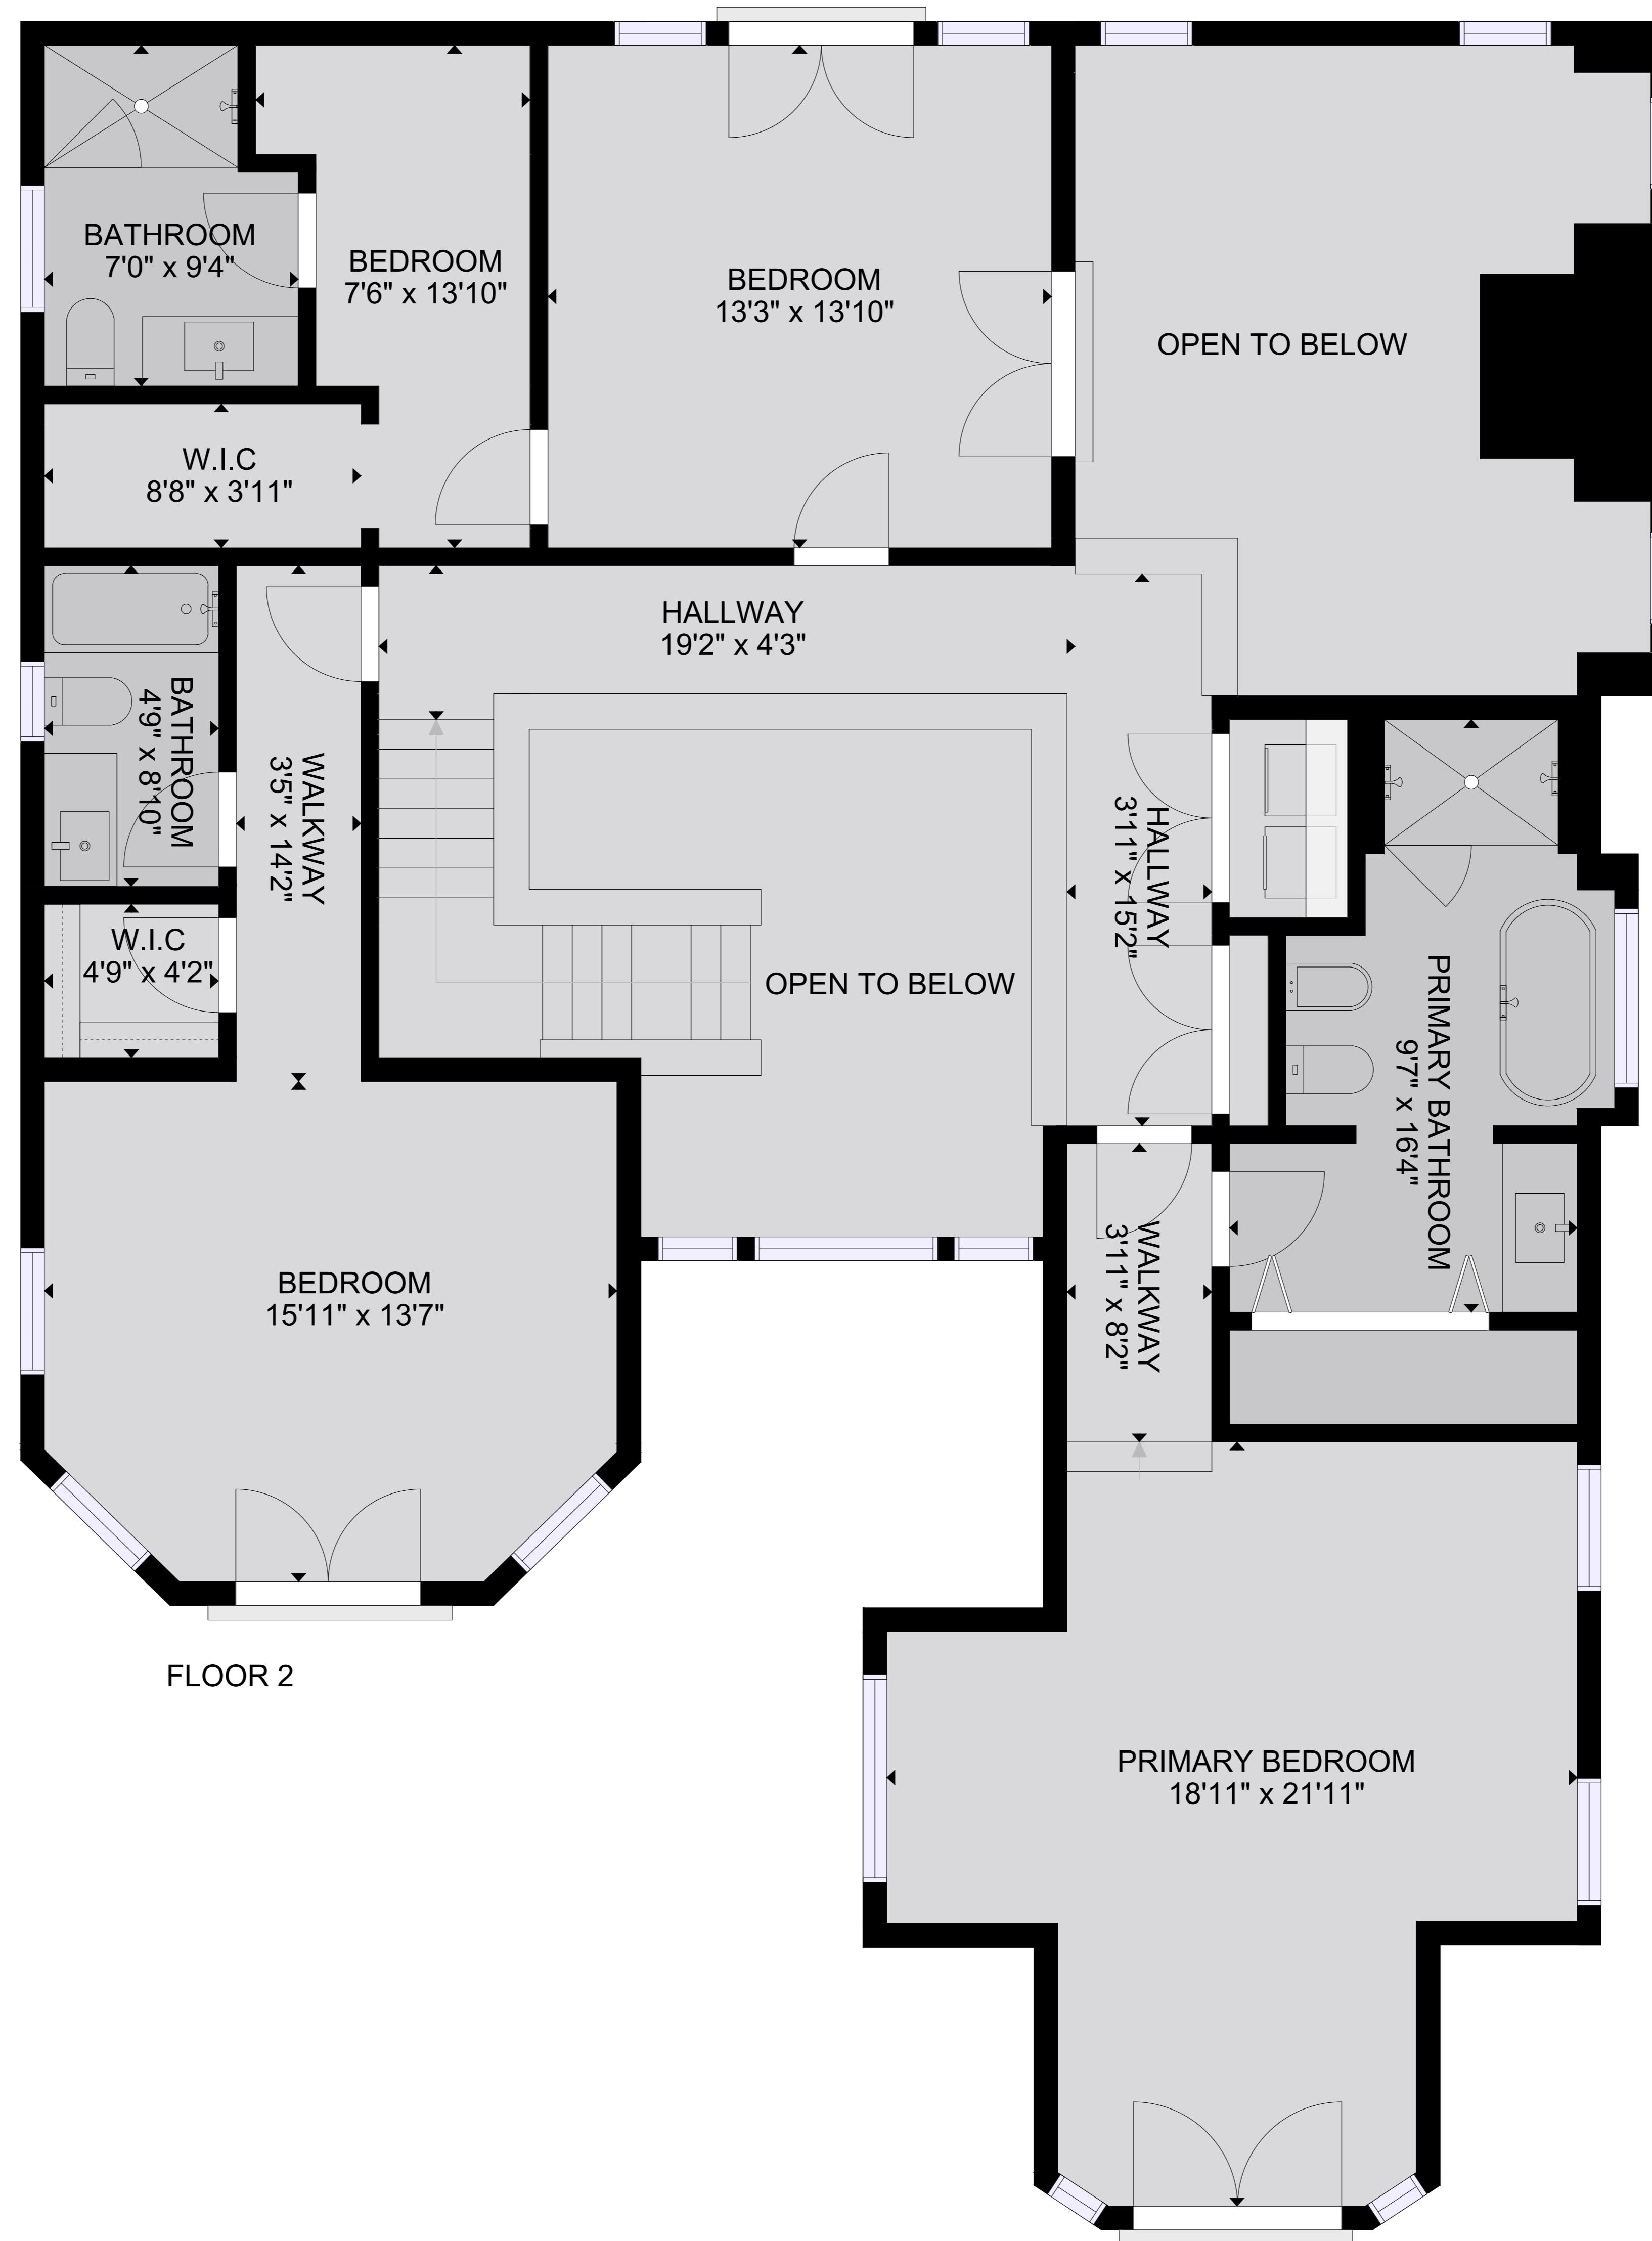 BATHROOM
7'0" x 9'4"
BEDROOM
7'6" x 13'10"
BEDROOM
13'3" x 13'10"
OPEN TO BELOW
W.I.C
8'8" x 3'11"
HALLWAY
19'2" x 4'3"
BATHROOM
4'9" x 8'10"
WALKWAY
3'5" x 14'2"
HALLWAY
3'11" x 15'2"
W.I.C
4'9" x 4'2"
OPEN TO BELOW
PRIMARY BATHROOM
9'7" x 16'4"
WALKWAY
3'11" x 8'2"
BEDROOM
15'11" x 13'7"
FLOOR 2
PRIMARY BEDROOM
18'11" x 21'11"